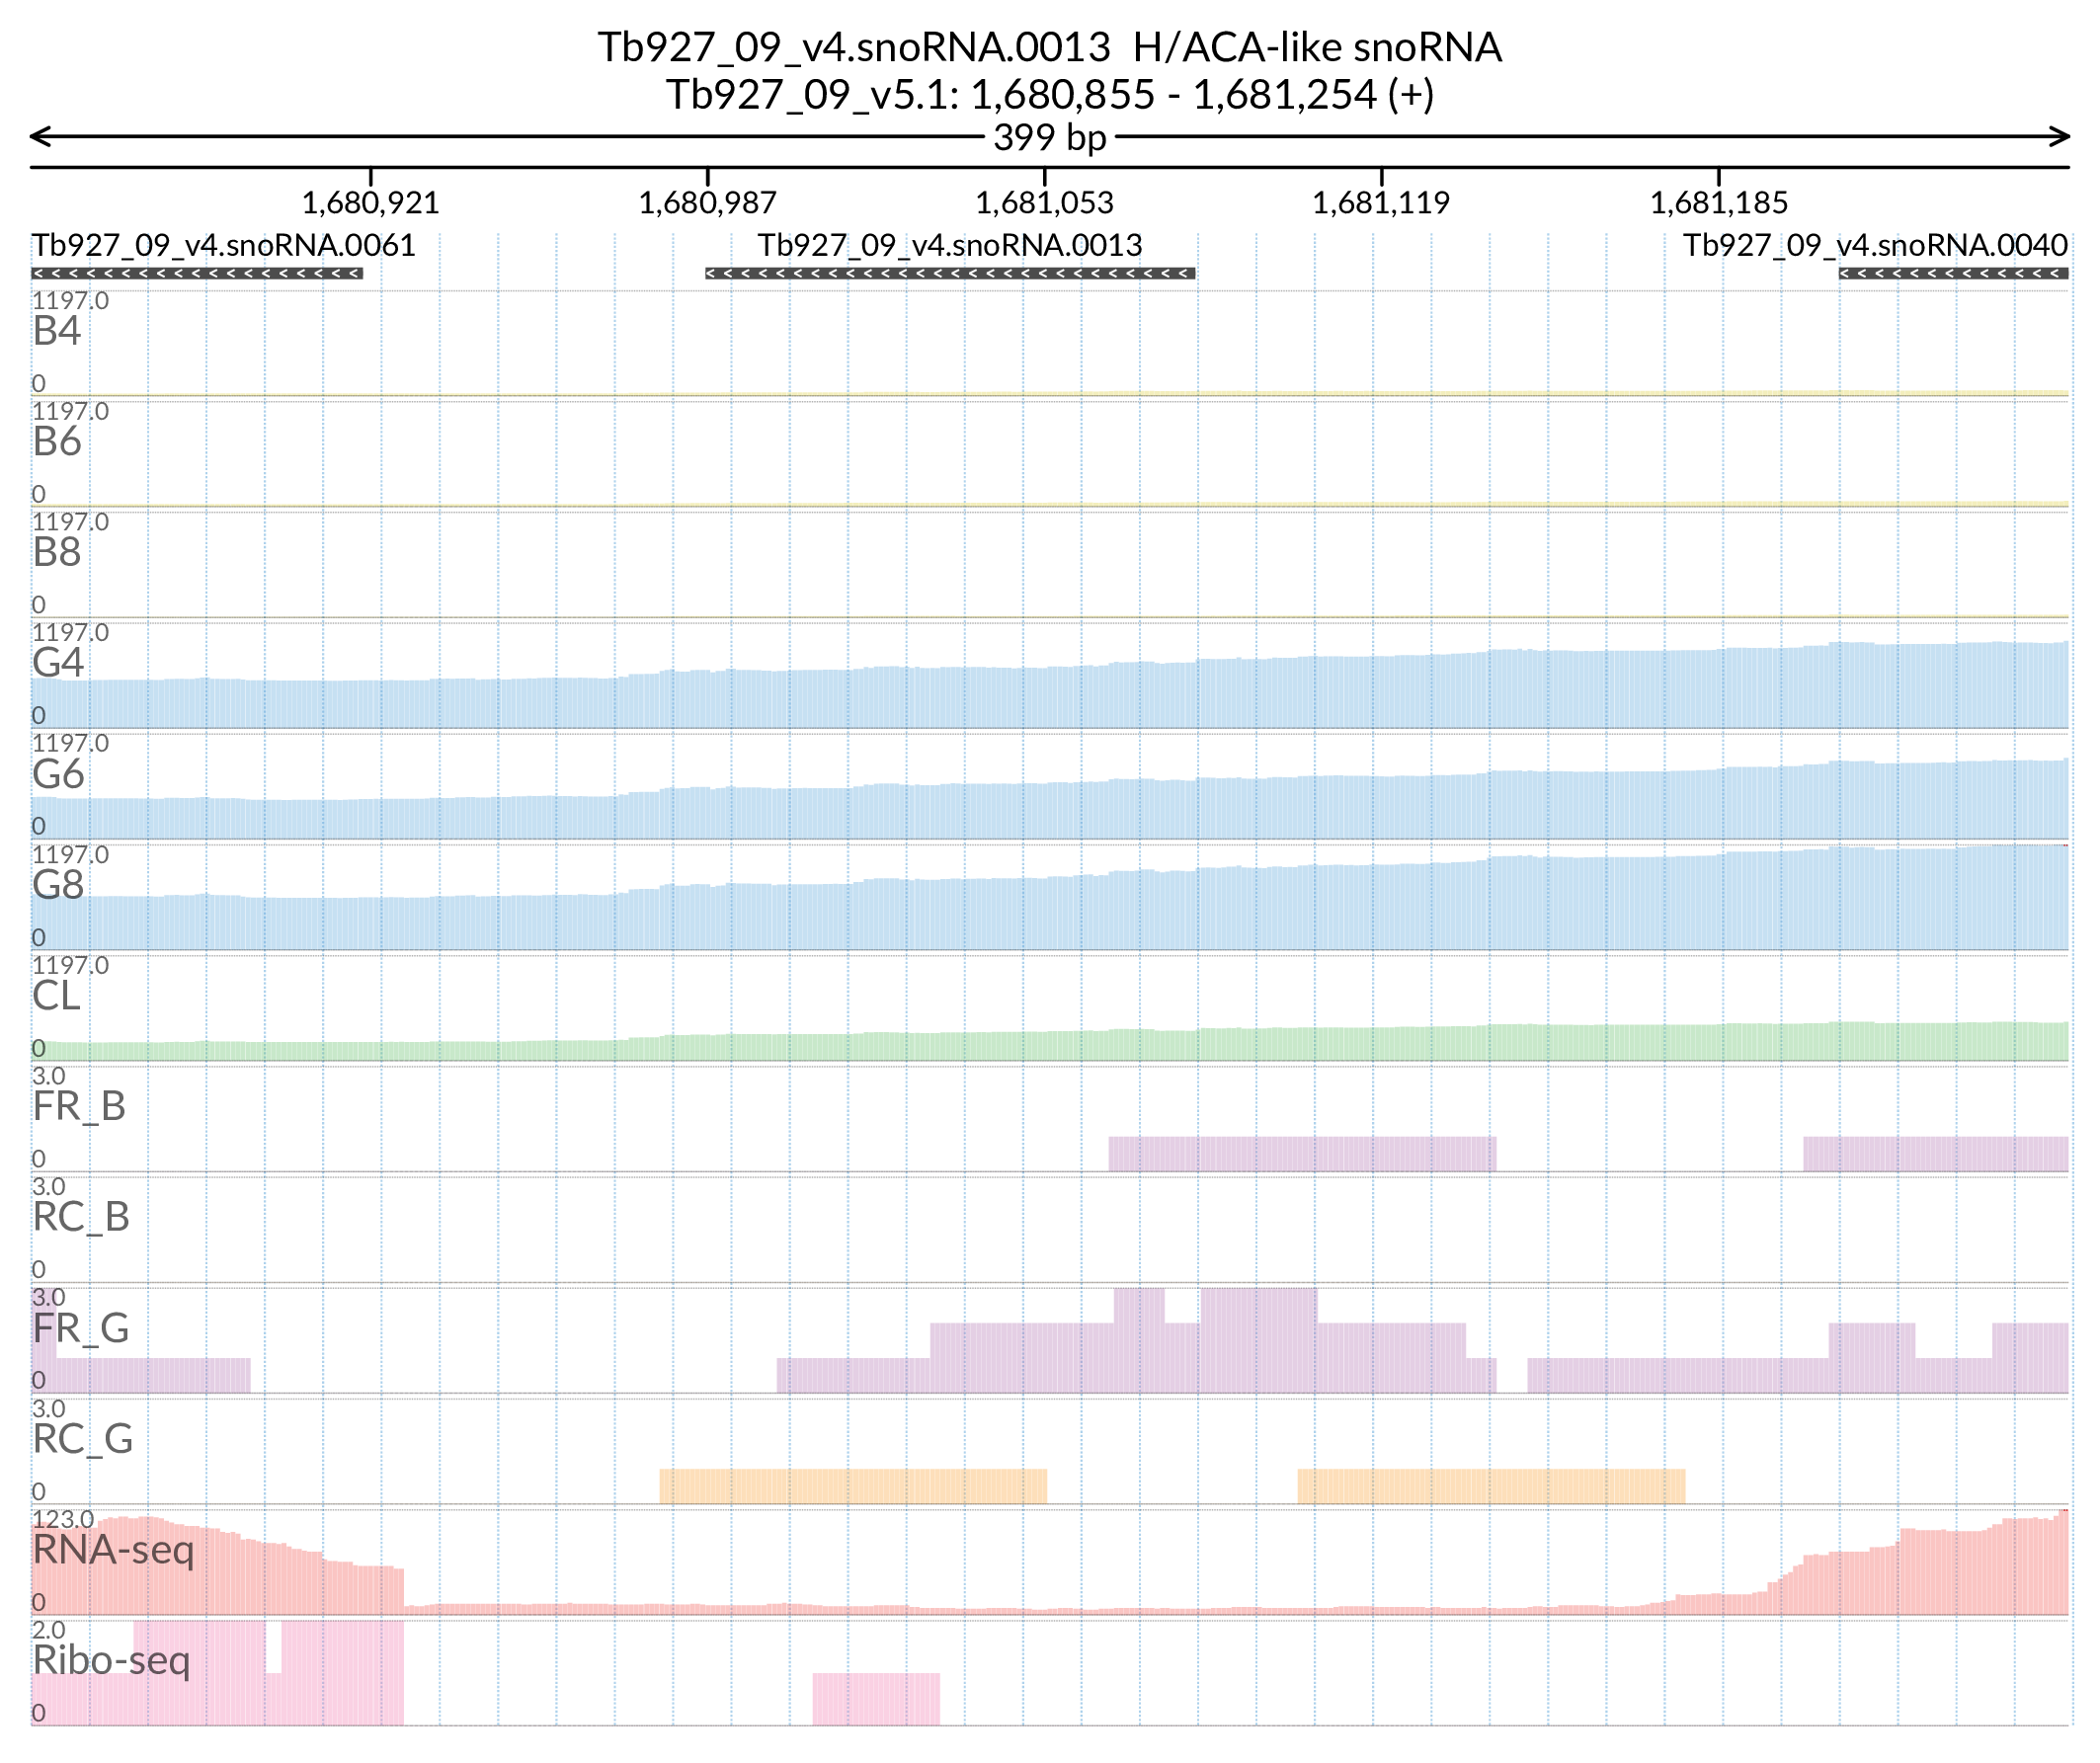 Tb927_09_v4.snoRNA.0013  H/ACA-like snoRNA
Tb927_09_v5.1: 1,680,855 - 1,681,254 (+)
399 bp
1,680,921 1,680,987 1,681,053 1,681,119 1,681,185
Tb927_09_v4.snoRNA.0061 Tb927_09_v4.snoRNA.0013 Tb927_09_v4.snoRNA.0040
1197.0
B4
0
1197.0
B6
0
1197.0
B8
0
1197.0
G4
0
1197.0
G6
0
1197.0
G8
0
1197.0
CL
0
3.0
FR_B
0
3.0
RC_B
0
3.0
FR_G
0
3.0
RC_G
0
123.0
RNA-seq
0
2.0
Ribo-seq
0